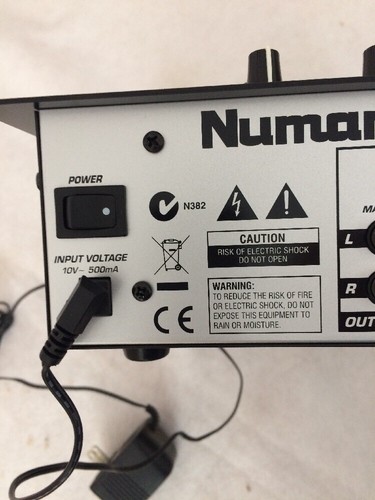 Numar
POWER
N382
INPUT VOLTAGE
10V~ 500mA
CAUTION
RISK OF ELECTRIC SHOCK
DO NOT OPEN
WARNING:
TO REDUCE THE RISK OF FIRE
OR ELECTRIC SHOCK, DO NOT
EXPOSE THIS EQUIPMENT TO
RAIN OR MOISTURE.
CE
MA
L
R
OUT